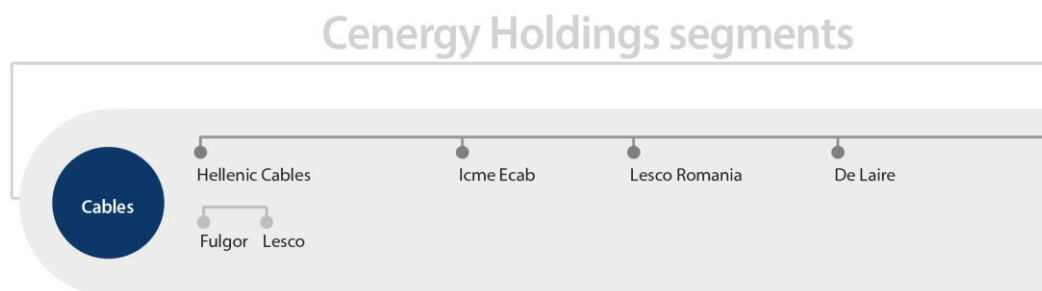 Cenergy Holdings segments
Cables
Hellenic Cables
Icme Ecab
Lesco Romania
De Laire
Fulgor
Lesco